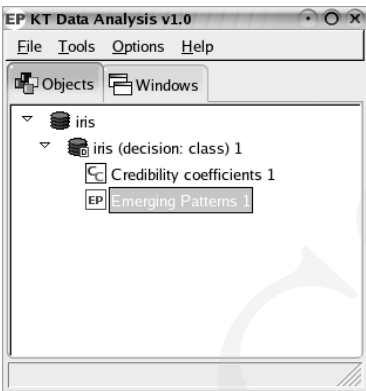 EP KT Data Analysis v1.0
File Tools Options Help
Objects Windows
iris
iris (decision: class) 1
CC Credibility coefficients 1
EP Emerging Patterns 1